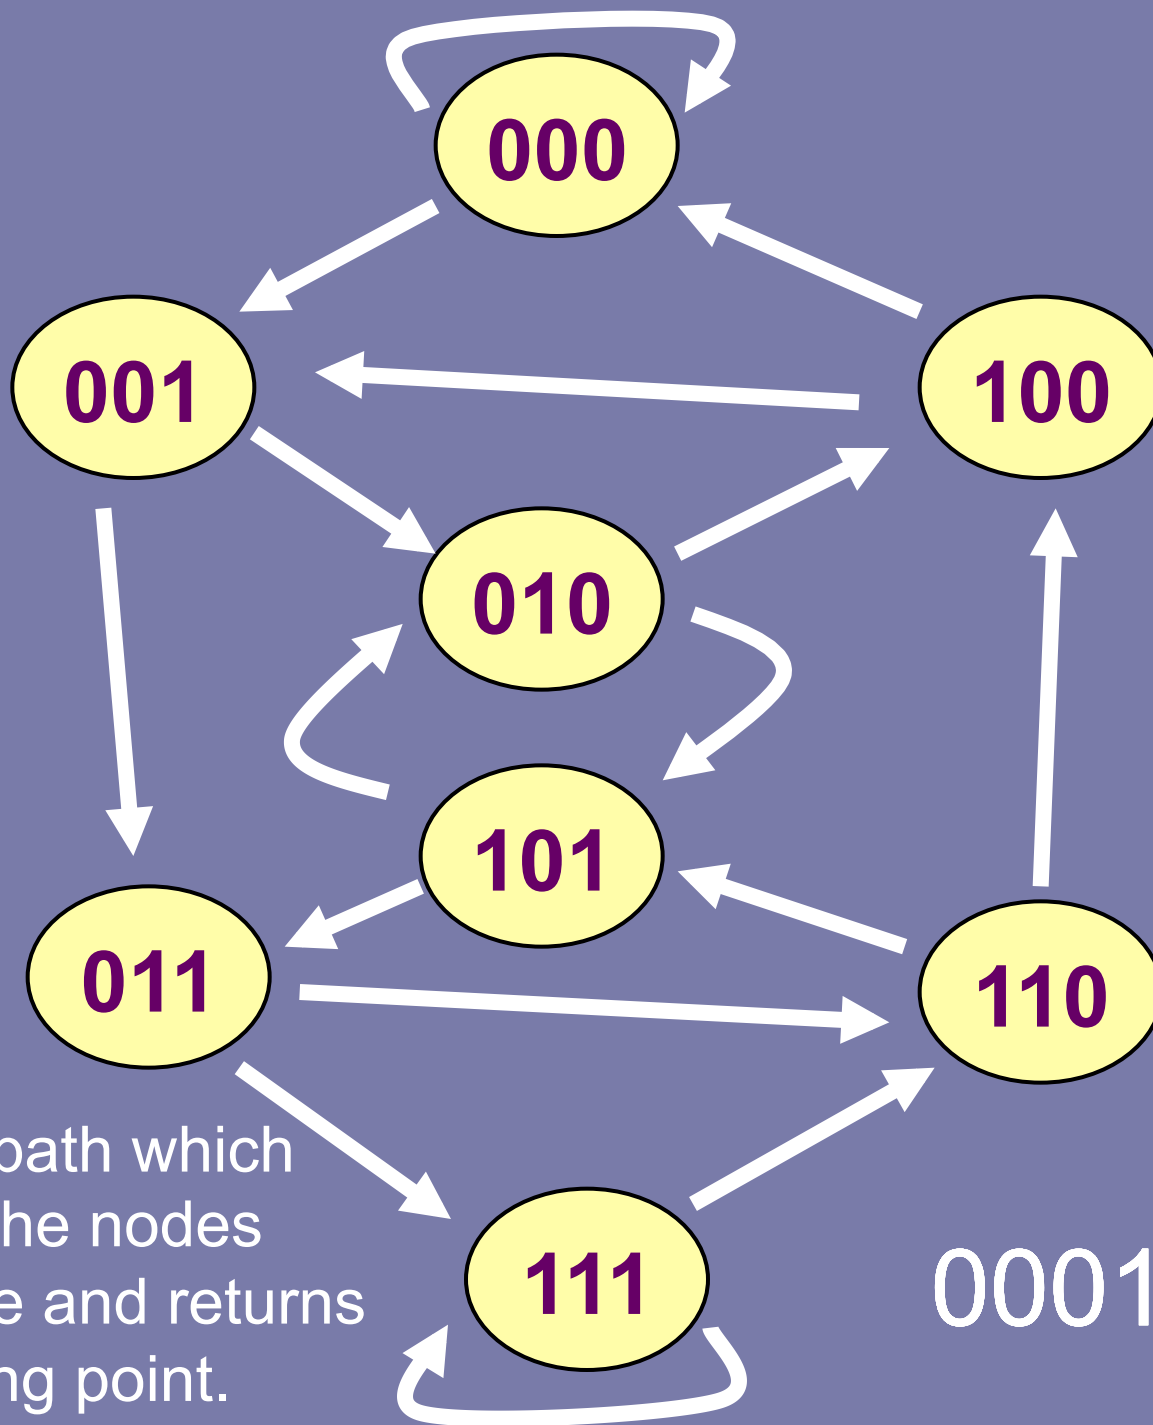 000
001
100
010
101
011
110
path which
he nodes
e and returns
ng point.
111
0001